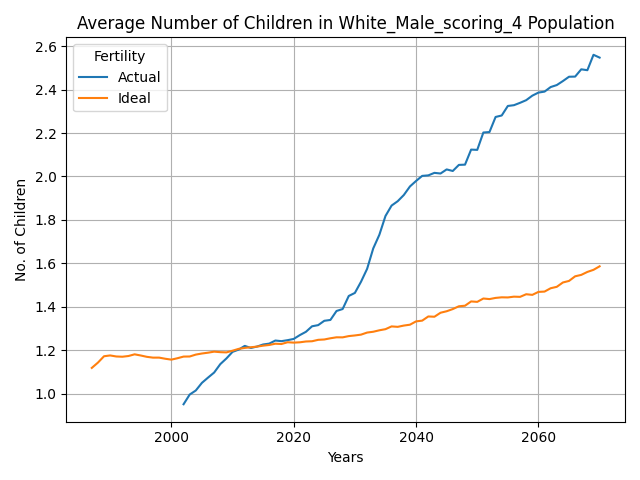 Average Number of Children in White_Male_scoring_4 Population
Fertility
Actual
Ideal
No. of Children
2.6
2.4
2.2
2.0
1.8
1.6
1.4
1.2
1.0
2000 2020 2040 2060
Years